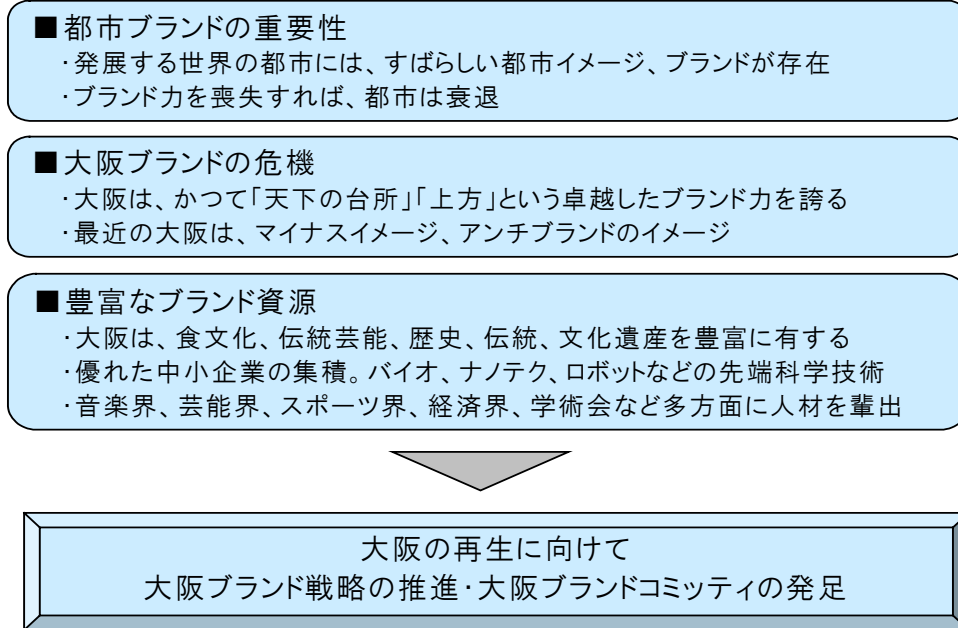 ■都市ブランドの重要性
・発展する世界の都市には、すばらしい都市イメージ、ブランドが存在
・ブランド力を喪失すれば、都市は衰退
■大阪ブランドの危機
・大阪は、かつて「天下の台所」「上方」という卓越したブランド力を誇る
・最近の大阪は、マイナスイメージ、アンチブランドのイメージ
■豊富なブランド資源
・大阪は、食文化、伝統芸能、歴史、伝統、文化遺産を豊富に有する
・優れた中小企業の集積。バイオ、ナノテク、ロボットなどの先端科学技術
・音楽界、芸能界、スポーツ界、経済界、学術会など多方面に人材を輩出
大阪の再生に向けて
大阪ブランド戦略の推進・大阪ブランドコミッティの発足